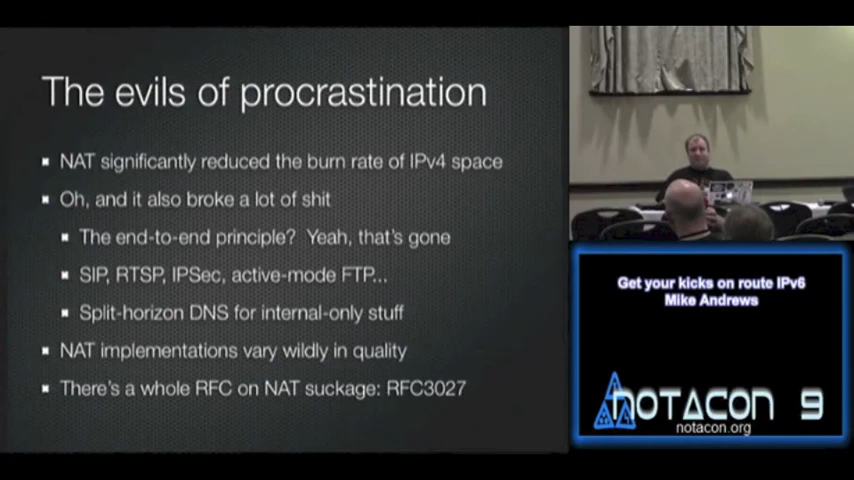 The evils of procrastination
NAT significantly reduced the burn rate of IPv4 space
Oh, and it also broke a lot of shit
The end-to-end principle? Yeah, that's gone
SIP, RTSP, IPSec, active-mode FTP...
Split-horizon DNS for internal-only stuff
NAT implementations vary wildly in quality
There's a whole RFC on NAT suckage: RFC3027
Get your kicks on route IPv6
Mike Andrews
NOTACON 9
notacon.org